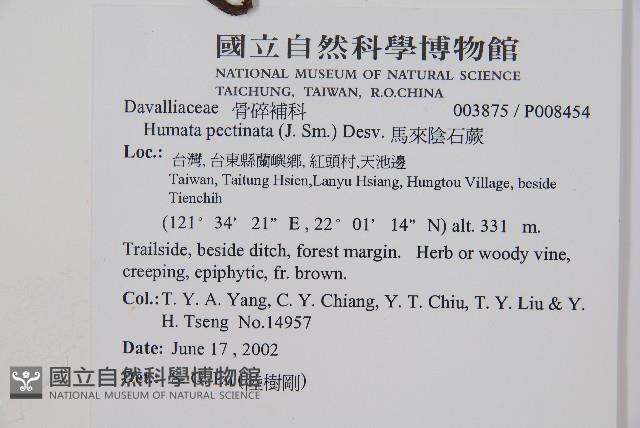 國立自然科學博物館
NATIONAL MUSEUM OF NATURAL SCIENCE
TAICHUNG, TAIWAN, R.O.CHINA
Davalliaceae 骨碎補科 003875 / P008454
Humata pectinata (J. Sm.) Desv. 馬來陰石蕨
Loc.: 台灣, 台東縣蘭嶼鄉, 紅頭村,天池邊
Taiwan, Taitung Hsien,Lanyu Hsiang, Hungtou Village, beside
Tienchih
(121° 34' 21" E , 22° 01' 14" N) alt. 331 m.
Trailside, beside ditch, forest margin. Herb or woody vine,
creeping, epiphytic, fr. brown.
Col.: T. Y. A. Yang, C. Y. Chiang, Y. T. Chiu, T. Y. Liu & Y.
H. Tseng No.14957
Date: June 17 , 2002
Det.: (陸樹剛)
國立自然科學博物館
NATIONAL MUSEUM OF NATURAL SCIENCE